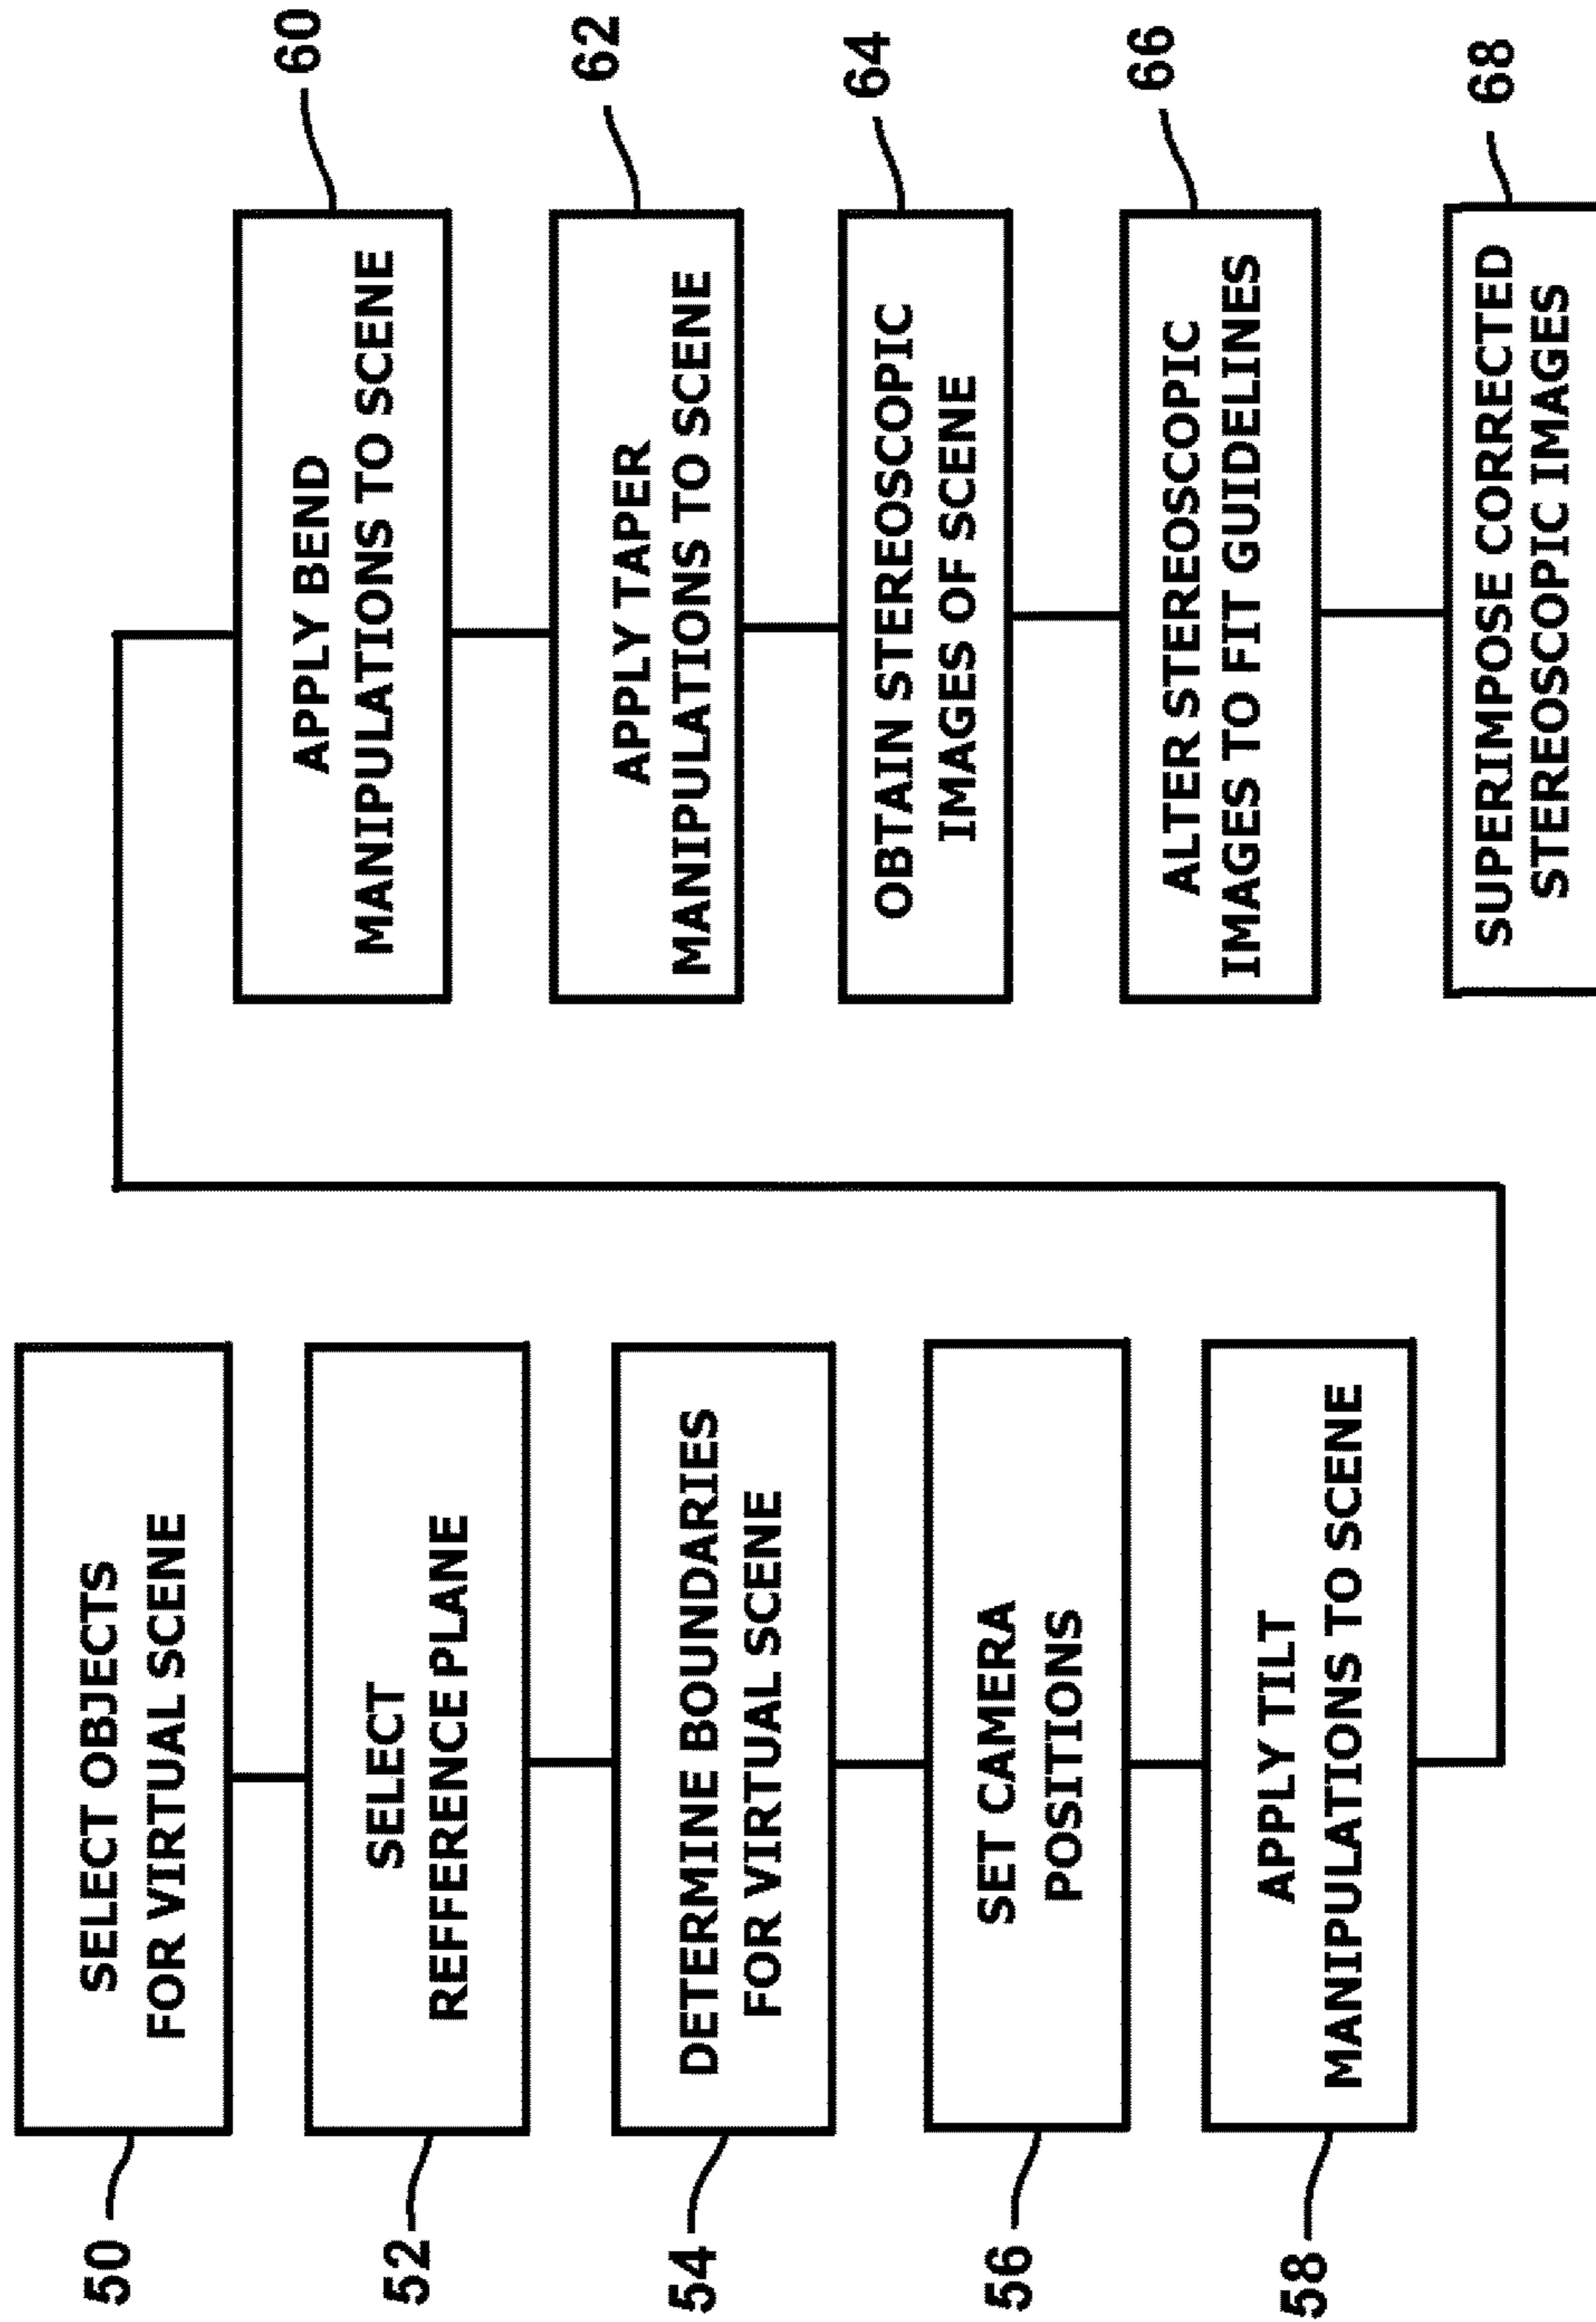 50
SELECT OBJECTS
FOR VIRTUAL SCENE
52
SELECT
REFFERENCE PLANE
54
DETERMINE BOUNDARIES
FOR VIRTUAL SCENE
56
SET CAMERA
POSITIONS
58
APPLY TILT
MANIPULATIONS TO SCENE
60
APPLY BEND
MANIPULATIONS TO SCENE
62
APPLY TAPER
MANIPULATIONS TO SCENE
64
OBTAIN STEREOSCOPIC
IMAGES OF SCENE
66
ALTER STEREOSCOPIC
IMAGES TO FIT GUIDELINES
68
SUPERIMPOSE CORRECTED
STEREOSCOPIC IMAGES